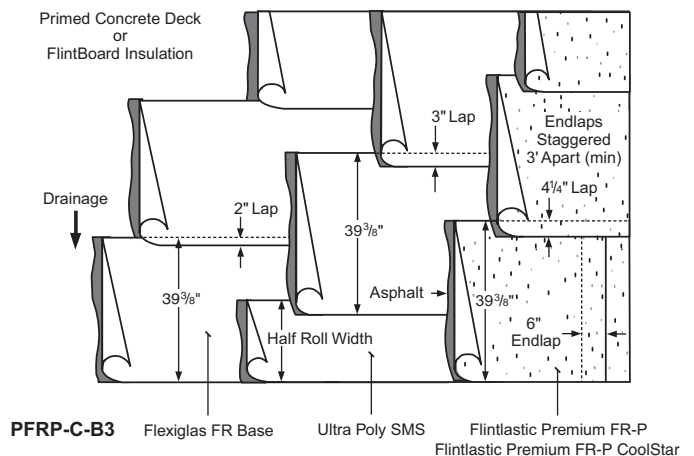 Primed Concrete Deck
or
FlintBoard Insulation
3" Lap
Endlaps
Staggered
3' Apart (min)
4¼" Lap
Drainage
2" Lap
39⅜"
39⅜"
Asphalt
39⅜"
6"
Endlap
Half Roll Width
PFRP-C-B3
Flexiglas FR Base
Ultra Poly SMS
Flintlastic Premium FR-P
Flintlastic Premium FR-P CoolStar